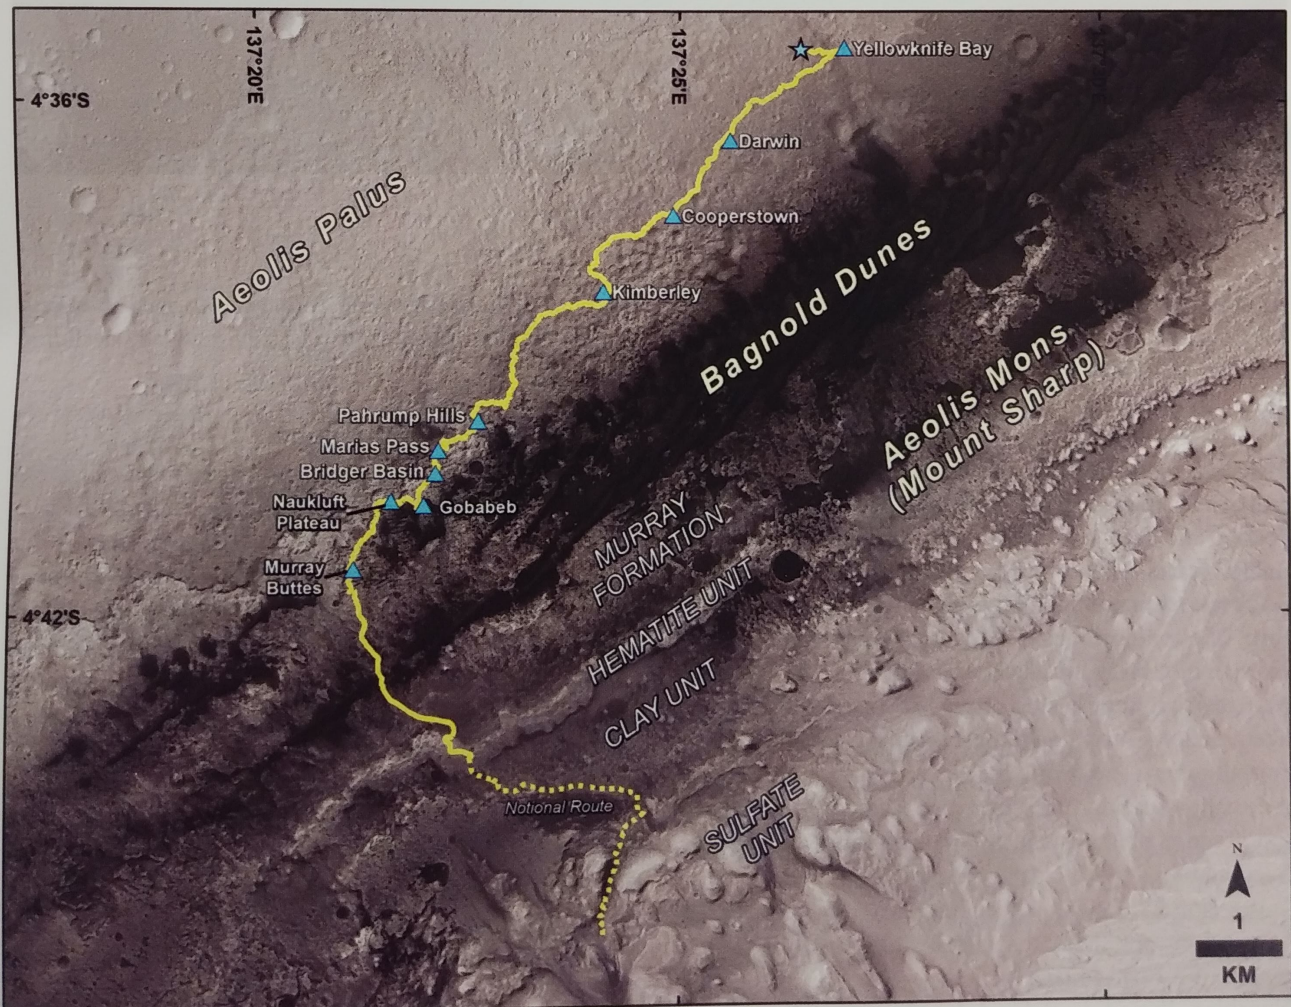 137°20'E
137°25'E
4°36'S
Yellowknife Bay
Darwin
Aeolis Palus
Cooperstown
Kimberley
Bagnold Dunes
Aeolis Mons
(Mount Sharp)
Pahrump Hills
Marias Pass
Bridger Basin
Naukluft
Plateau
Gobabeb
MURRAY
FORMATION
Murray
Buttes
HEMATITE UNIT
4°42'S
CLAY UNIT
Notional Route
SULFATE
UNIT
N
1
KM